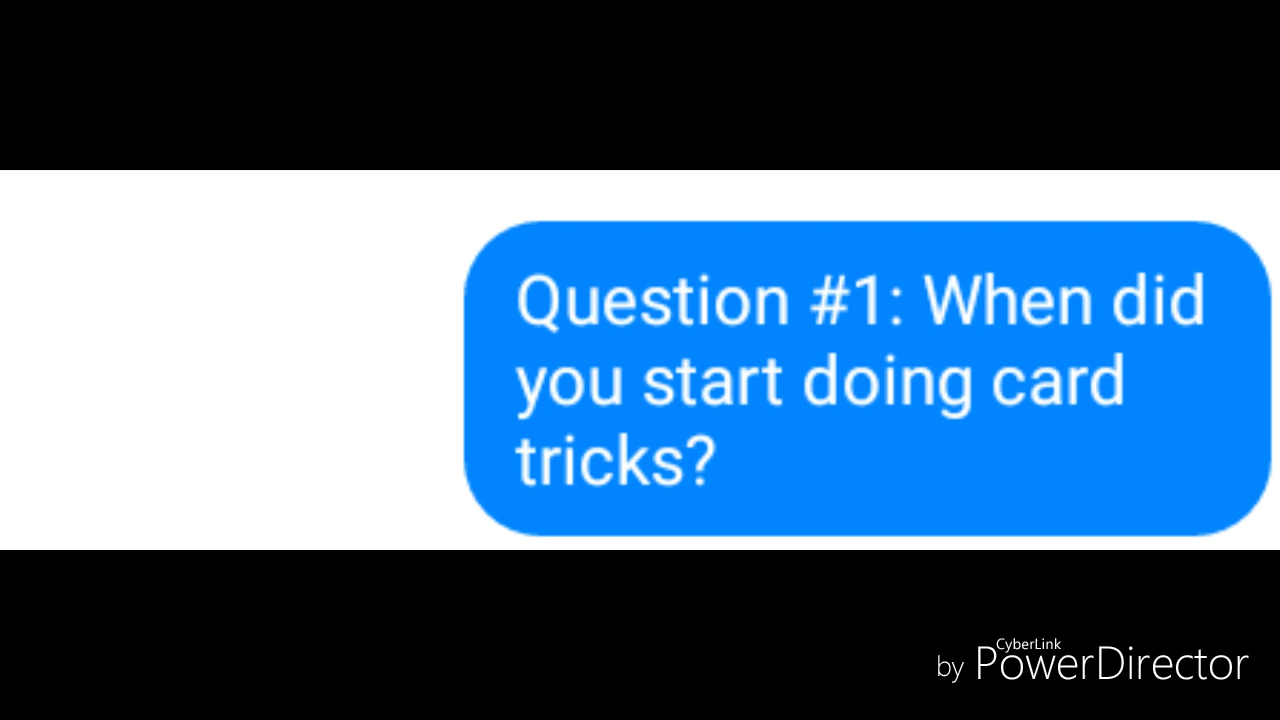 Question #1: When did
you start doing card
tricks?
CyberLink
by PowerDirector